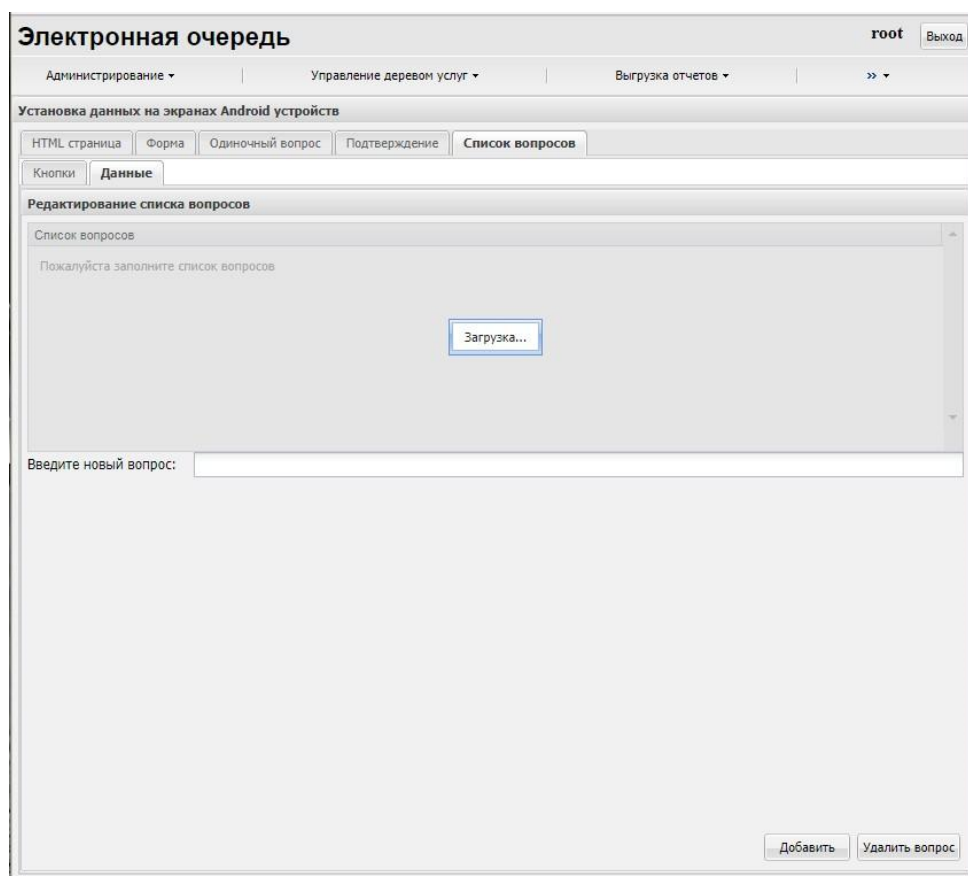 Электронная очередь
root
Выход
Администрирование
Управление деревом услуг
Выгрузка отчетов
»
Установка данных на экранах Android устройств
HTML страница
Форма
Одиночный вопрос
Подтверждение
Список вопросов
Кнопки
Данные
Редактирование списка вопросов
Список вопросов
Пожалуйста заполните список вопросов
Загрузка...
Введите новый вопрос:
Добавить
Удалить вопрос